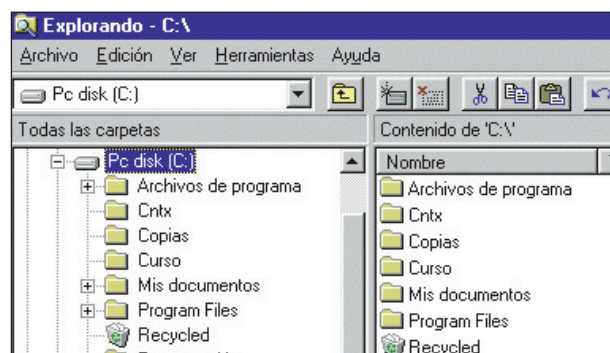 Explorando - C:\
Archivo Edición Ver Herramientas Ayuda
Pc disk (C:)
Todas las carpetas
Contenido de 'C:\'
Pc disk (C:)
Archivos de programa
Cntx
Copias
Curso
Mis documentos
Program Files
Recycled
Nombre
Archivos de programa
Cntx
Copias
Curso
Mis documentos
Program Files
Recycled